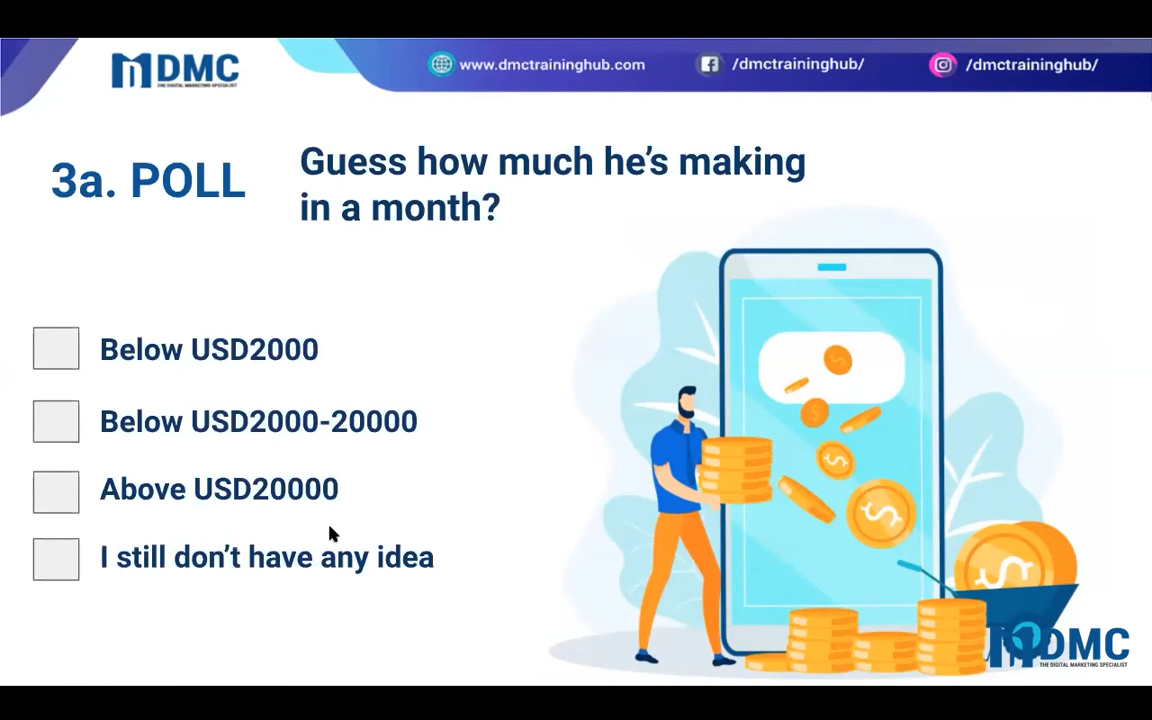 DMC
THE DIGITAL MARKETING SPECIALIST
www.dmctraininghub.com
/dmctraininghub/
/dmctraininghub/
3a. POLL
Guess how much he’s making
in a month?
Below USD2000
Below USD2000-20000
Above USD20000
I still don’t have any idea
DMC
THE DIGITAL MARKETING SPECIALIST